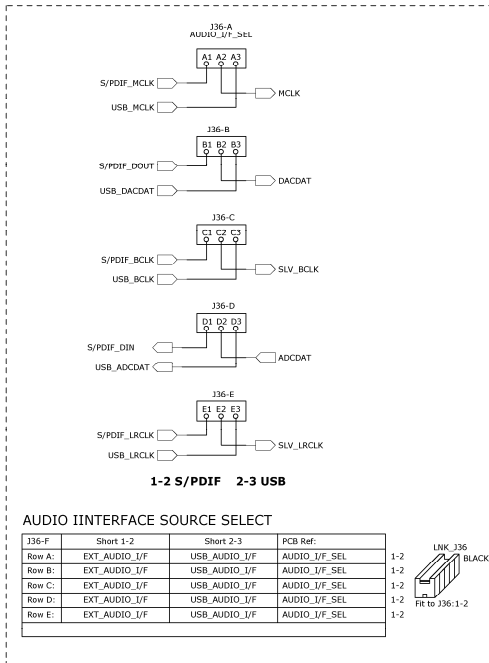 J36-A
AUDIO_I/F_SEL
A1 A2 A3
S/PDIF_MCLK
MCLK
USB_MCLK
J36-B
B1 B2 B3
S/PDIF_DOUT
DACDAT
USB_DACDAT
J36-C
C1 C2 C3
S/PDIF_BCLK
SLV_BCLK
USB_BCLK
J36-D
D1 D2 D3
S/PDIF_DIN
ADCDAT
USB_ADCDAT
J36-E
E1 E2 E3
S/PDIF_LRCLK
SLV_LRCLK
USB_LRCLK
1-2 S/PDIF 2-3 USB
AUDIO IINTERFACE SOURCE SELECT
J36-F Short 1-2 Short 2-3 PCB Ref:
Row A: EXT_AUDIO_I/F USB_AUDIO_I/F AUDIO_I/F_SEL 1-2
Row B: EXT_AUDIO_I/F USB_AUDIO_I/F AUDIO_I/F_SEL 1-2
Row C: EXT_AUDIO_I/F USB_AUDIO_I/F AUDIO_I/F_SEL 1-2
Row D: EXT_AUDIO_I/F USB_AUDIO_I/F AUDIO_I/F_SEL 1-2
Row E: EXT_AUDIO_I/F USB_AUDIO_I/F AUDIO_I/F_SEL 1-2
LNK_J36
BLACK
Fit to J36:1-2